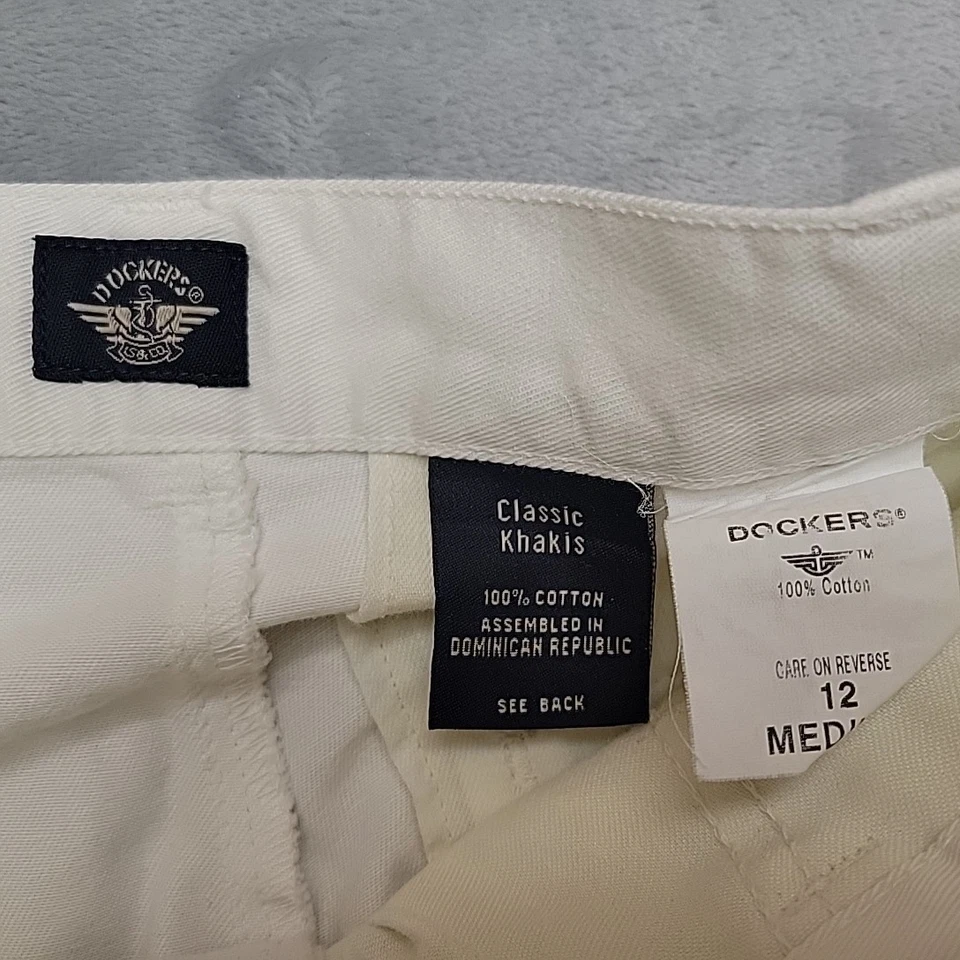 DOCKERS®
LS&CO.
Classic
Khakis
100% COTTON
ASSEMBLED IN
DOMINICAN REPUBLIC
SEE BACK
DOCKERS®
D
TM
100% Cotton
CARE ON REVERSE
12